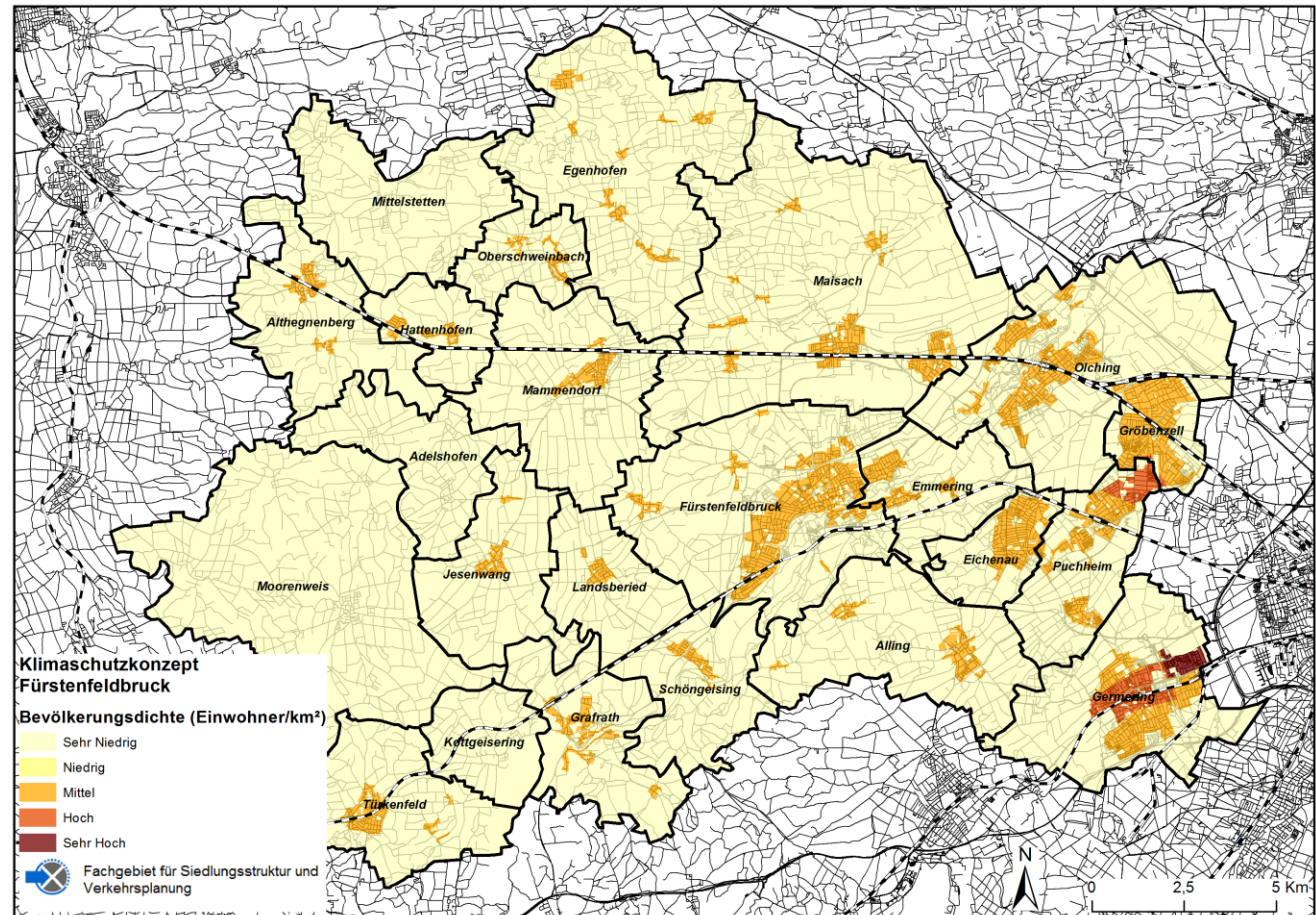 Egenhofen
Mittelstetten
Oberschweinbach
Maisach
Althegnenberg
Hattenhofen
Olching
Mammendorf
Gröbenzell
Adelshofen
Emmering
Fürstenfeldbruck
Eichenau
Puchheim
Jesenwang
Landsberied
Moorenweis
Alling
Schöngeising
Germering
Grafrath
Kottgeisering
Türkenfeld
Klimaschutzkonzept
Fürstenfeldbruck
Bevölkerungsdichte (Einwohner/km²)
Sehr Niedrig
Niedrig
Mittel
Hoch
Sehr Hoch
Fachgebiet für Siedlungsstruktur und
Verkehrsplanung
N
0 2,5 5 Km